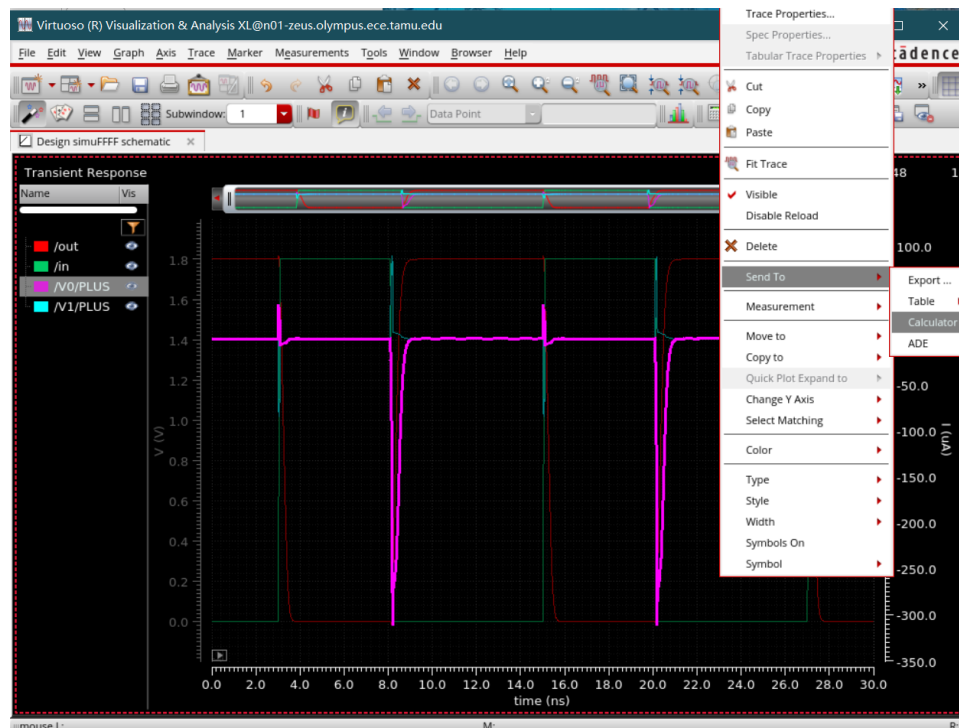 Virtuoso (R) Visualization & Analysis XL@n01-zeus.olympus.ece.tamu.edu
File Edit View Graph Axis Trace Marker Measurements Tools Window Browser Help
cādence
Subwindow: 1
Data Point
Design simuFFFF schematic
Transient Response
Name Vis
/out
/in
/V0/PLUS
/V1/PLUS
1.8
1.6
1.4
1.2
1.0
0.8
0.6
0.4
0.2
0.0
V (V)
0.0 2.0 4.0 6.0 8.0 10.0 12.0 14.0 16.0 18.0 20.0 22.0 24.0 26.0 28.0 30.0
time (ns)
48 1
100.0
-50.0
-100.0
-150.0
-200.0
-250.0
-300.0
-350.0
I (uA)
Trace Properties...
Spec Properties...
Tabular Trace Properties
Cut
Copy
Paste
Fit Trace
Visible
Disable Reload
Delete
Send To
Measurement
Move to
Copy to
Quick Plot Expand to
Change Y Axis
Select Matching
Color
Type
Style
Width
Symbols On
Symbol
Export ...
Table
Calculator
ADE
mouse L:
M:
R: